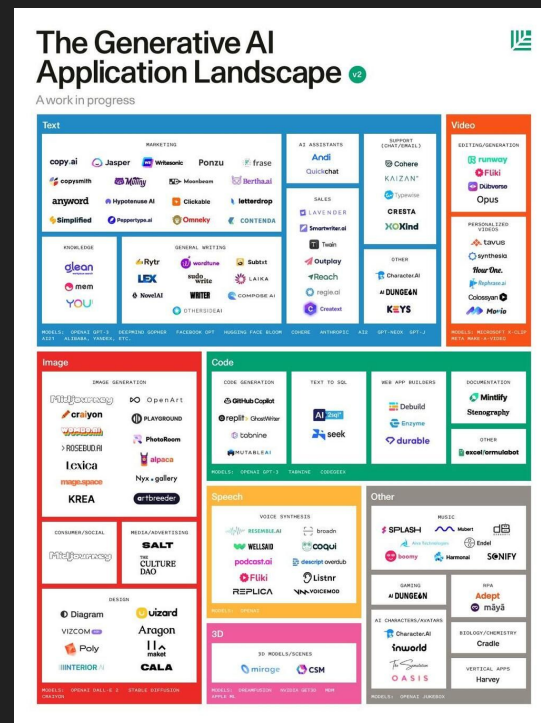 The Generative AI
Application Landscape v2
A work in progress
Text
MARKETING
copy.ai Jasper Writesonic Ponzu frase
copysmith Mutiny Moonbeam Bertha.ai
anyword Hypotenuse AI Clickable letterdrop
Simplified Peppertype.ai Omneky CONTENDA
KNOWLEDGE
glean
mem
YOU
GENERAL WRITING
Rytr wordtune Subtxt
LEX sudowrite LAIKA
NovelAI WRITER COMPOSE AI
OTHERSIDEAI
AI ASSISTANTS
Andi
Quickchat
SALES
LAVENDER
Smartwriter.ai
Twain
Outplay
Reach
regie.ai
Creatext
SUPPORT
(CHAT/EMAIL)
Cohere
KAIZAN
Typewise
CRESTA
XOKind
OTHER
Character.AI
AI DUNGEON
KEYS
MODELS: OPENAI GPT-3 DEEPMIND GOPHER FACEBOOK OPT HUGGING FACE BLOOM COHERE ANTHROPIC AI2 GPT-NEOX GPT-J
AI21 ALIBABA, YANDEX, ETC.
Video
EDITING/GENERATION
runway
Fliki
Dubverse
Opus
PERSONALIZED
VIDEOS
tavus
synthesia
Hour One.
Rephrase.ai
Colossyan
Movio
MODELS: MICROSOFT X-CLIP
META MAKE-A-VIDEO
Image
IMAGE GENERATION
Midjourney OpenArt
craiyon PLAYGROUND
PhotoRoom
ROSEBUD.AI alpaca
Lexica Nyx.gallery
mage.space artbreeder
KREA
CONSUMER/SOCIAL
Midjourney
MEDIA/ADVERTISING
SALT
THE
CULTURE
DAO
DESIGN
Diagram uizard
VIZCOM Aragon
Poly maket
INTERIOR AI CALA
MODELS: OPENAI DALL-E 2 STABLE DIFFUSION
CRAIYON
Code
CODE GENERATION
GitHub Copilot
replit GhostWriter
tabnine
MUTABLEAI
TEXT TO SQL
AI2sql
seek
WEB APP BUILDERS
Debuild
Enzyme
durable
DOCUMENTATION
Mintlify
Stenography
OTHER
excelformulabot
MODELS: OPENAI GPT-3 TABNINE CODEGEEX
Speech
VOICE SYNTHESIS
RESEMBLE.AI broadn
WELLSAID coqui
podcast.ai descript overdub
Fliki Listnr
REPLICA VOICEMOD
MODELS: OPENAI
3D
3D MODELS/SCENES
mirage CSM
MODELS: DREAMFUSION NVIDIA GET3D MDM
APPLE ML
Other
MUSIC
SPLASH Mubert dB
Endel
boomy Harmonai SONIFY
GAMING
AI DUNGEON
RPA
Adept
māyā
AI CHARACTERS/AVATARS
Character.AI
inworld
The Simulation
OASIS
BIOLOGY/CHEMISTRY
Cradle
VERTICAL APPS
Harvey
MODELS: OPENAI JUKEBOX